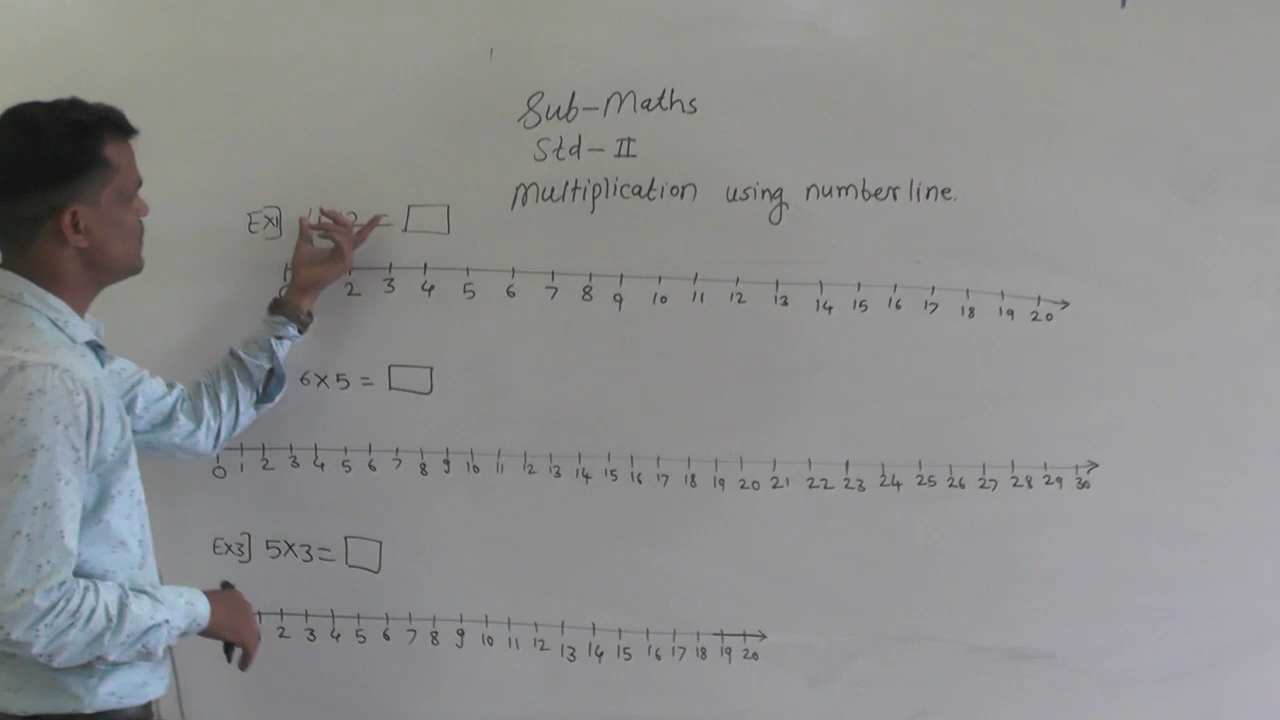 Sub-Maths
Std-II
Multiplication using number line.
Ex1] = □
2 3 4 5 6 7 8 9 10 11 12 13 14 15 16 17 18 19 20
6×5 = □
0 1 2 3 4 5 6 7 8 9 10 11 12 13 14 15 16 17 18 19 20 21 22 23 24 25 26 27 28 29 30
Ex3] 5×3= □
2 3 4 5 6 7 8 9 10 11 12 13 14 15 16 17 18 19 20